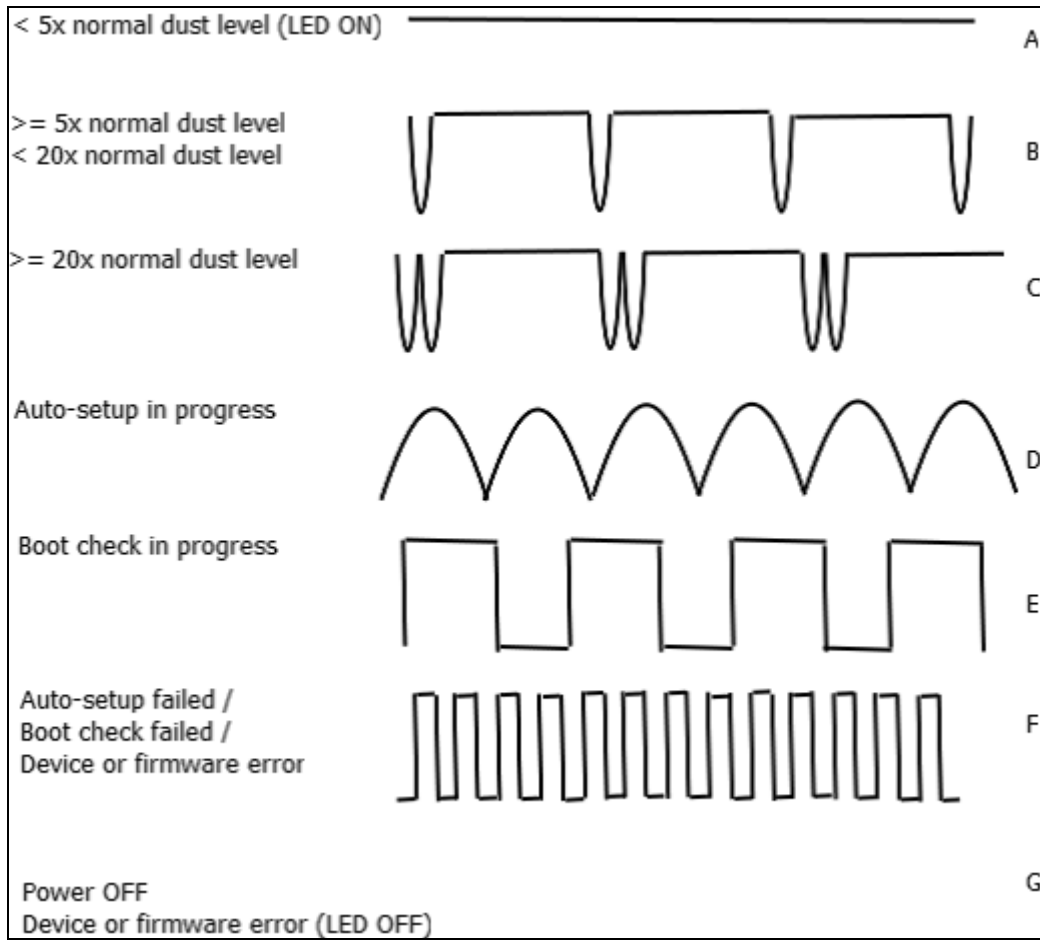 < 5x normal dust level (LED ON)
A
>= 5x normal dust level
< 20x normal dust level
B
>= 20x normal dust level
C
Auto-setup in progress
D
Boot check in progress
E
Auto-setup failed /
Boot check failed /
Device or firmware error
F
G
Power OFF
Device or firmware error (LED OFF)